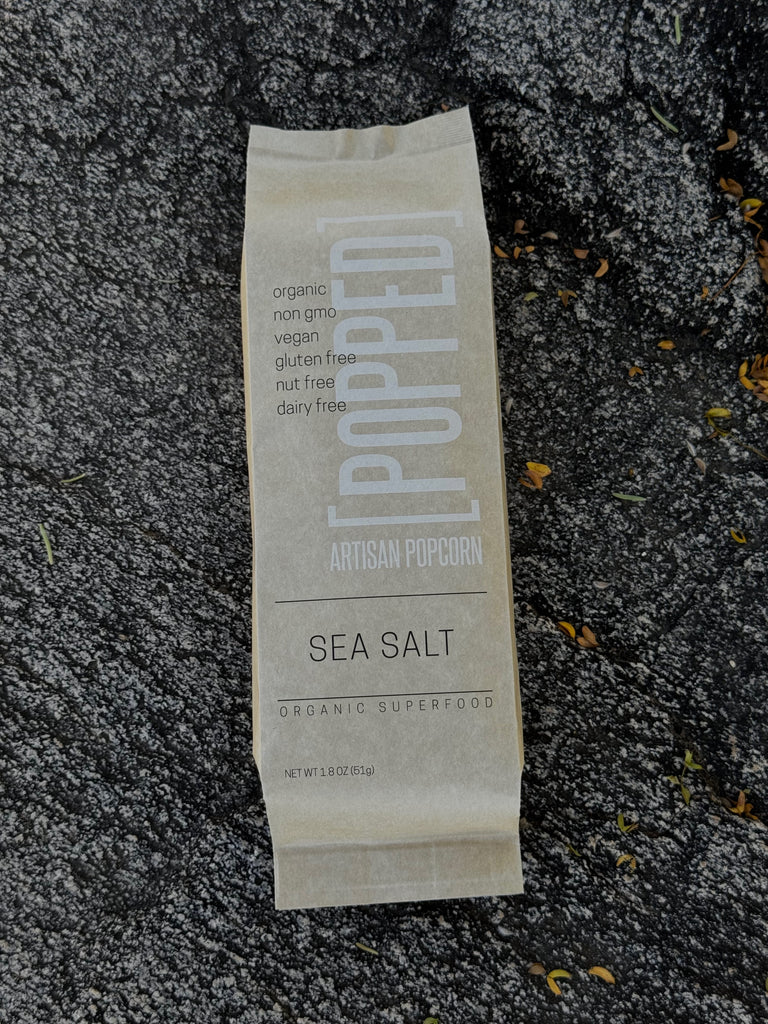 organic
non gmo
vegan
gluten free
nut free
dairy free
[POPPED]
ARTISAN POPCORN
SEA SALT
ORGANIC SUPERFOOD
NET WT 1.8 OZ (51g)